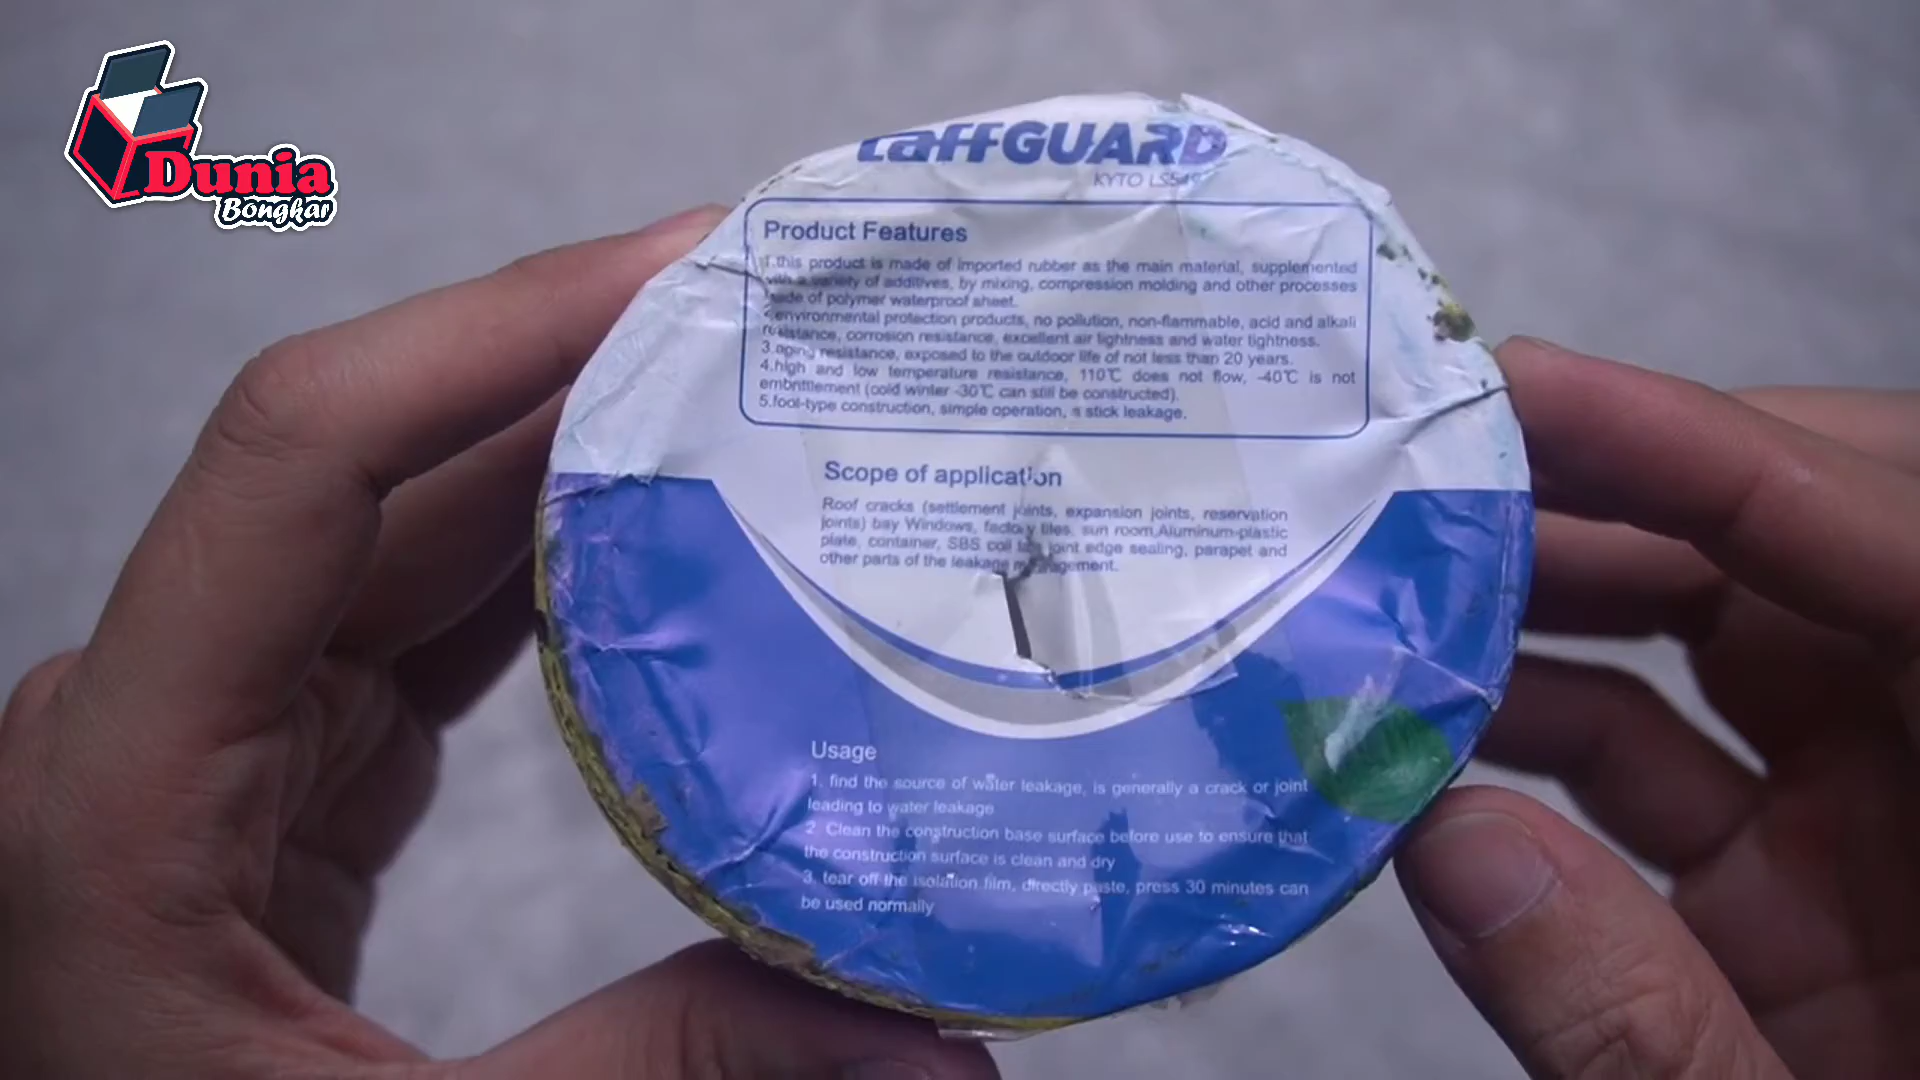 Dunia
Bongkar
TaffGUARD
KYTO
Product Features
1.this product is made of imported rubber as the main material, supplemented
with a variety of additives, by mixing, compression molding and other processes
made of polymer waterproof sheet.
2.environmental protection products, no pollution, non-flammable, acid and alkali
resistance, corrosion resistance, excellent air tightness and water tightness.
3.aging resistance, exposed to the outdoor life of not less than 20 years.
4.high and low temperature resistance, 110℃ does not flow, -40℃ is not
embrittlement (cold winter -30℃ can still be constructed).
5.fool-type construction, simple operation, a stick leakage.
Scope of application
Roof cracks (settlement joints, expansion joints, reservation
joints) bay Windows, factory tiles, sun room,Aluminum-plastic
plate, container, SBS coil joint edge sealing, parapet and
other parts of the leakage management.
Usage
1. find the source of water leakage, is generally a crack or joint
leading to water leakage
2. Clean the construction base surface before use to ensure that
the construction surface is clean and dry
3. tear off the isolation film, directly paste, press 30 minutes can
be used normally